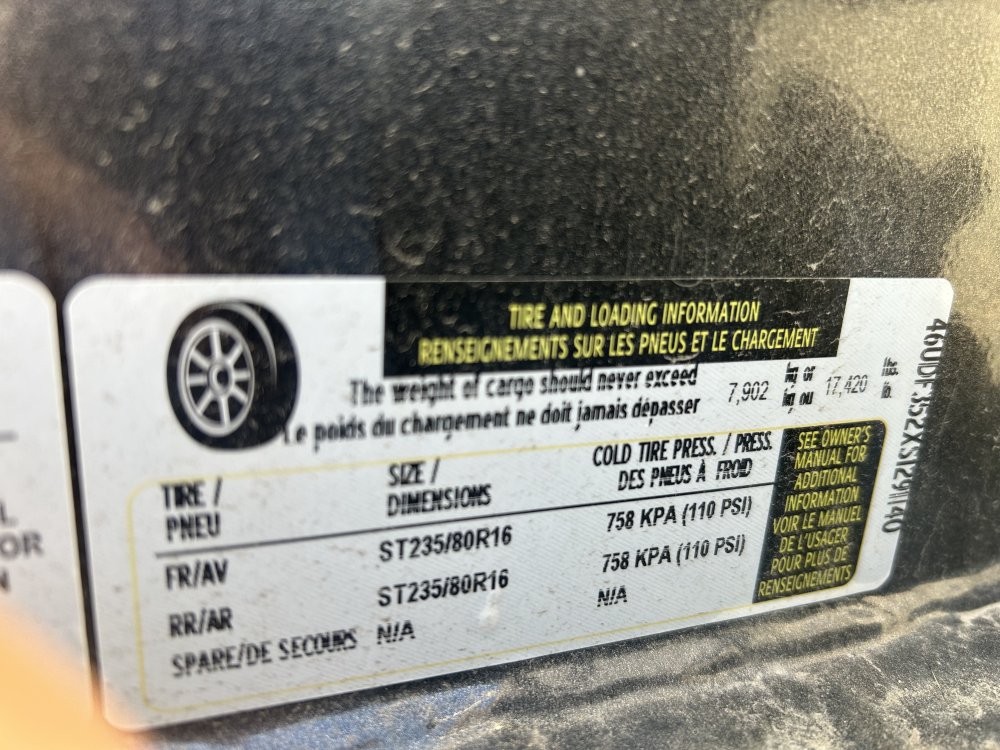 TIRE AND LOADING INFORMATION
RENSEIGNEMENTS SUR LES PNEUS ET LE CHARGEMENT
The weight of cargo should never exceed
Le poids du chargement ne doit jamais dépasser
7,902 kg or 17,420 lbs.
kg ou lb.
TIRE / SIZE / COLD TIRE PRESS. / PRESS.
PNEU DIMENSIONS DES PNEUS À FROID
FR/AV ST235/80R16 758 KPA (110 PSI)
RR/AR ST235/80R16 758 KPA (110 PSI)
SPARE/DE SECOURS N/A N/A
SEE OWNER'S
MANUAL FOR
ADDITIONAL
INFORMATION
VOIR LE MANUEL
DE L'USAGER
POUR PLUS DE
RENSEIGNEMENTS
OR